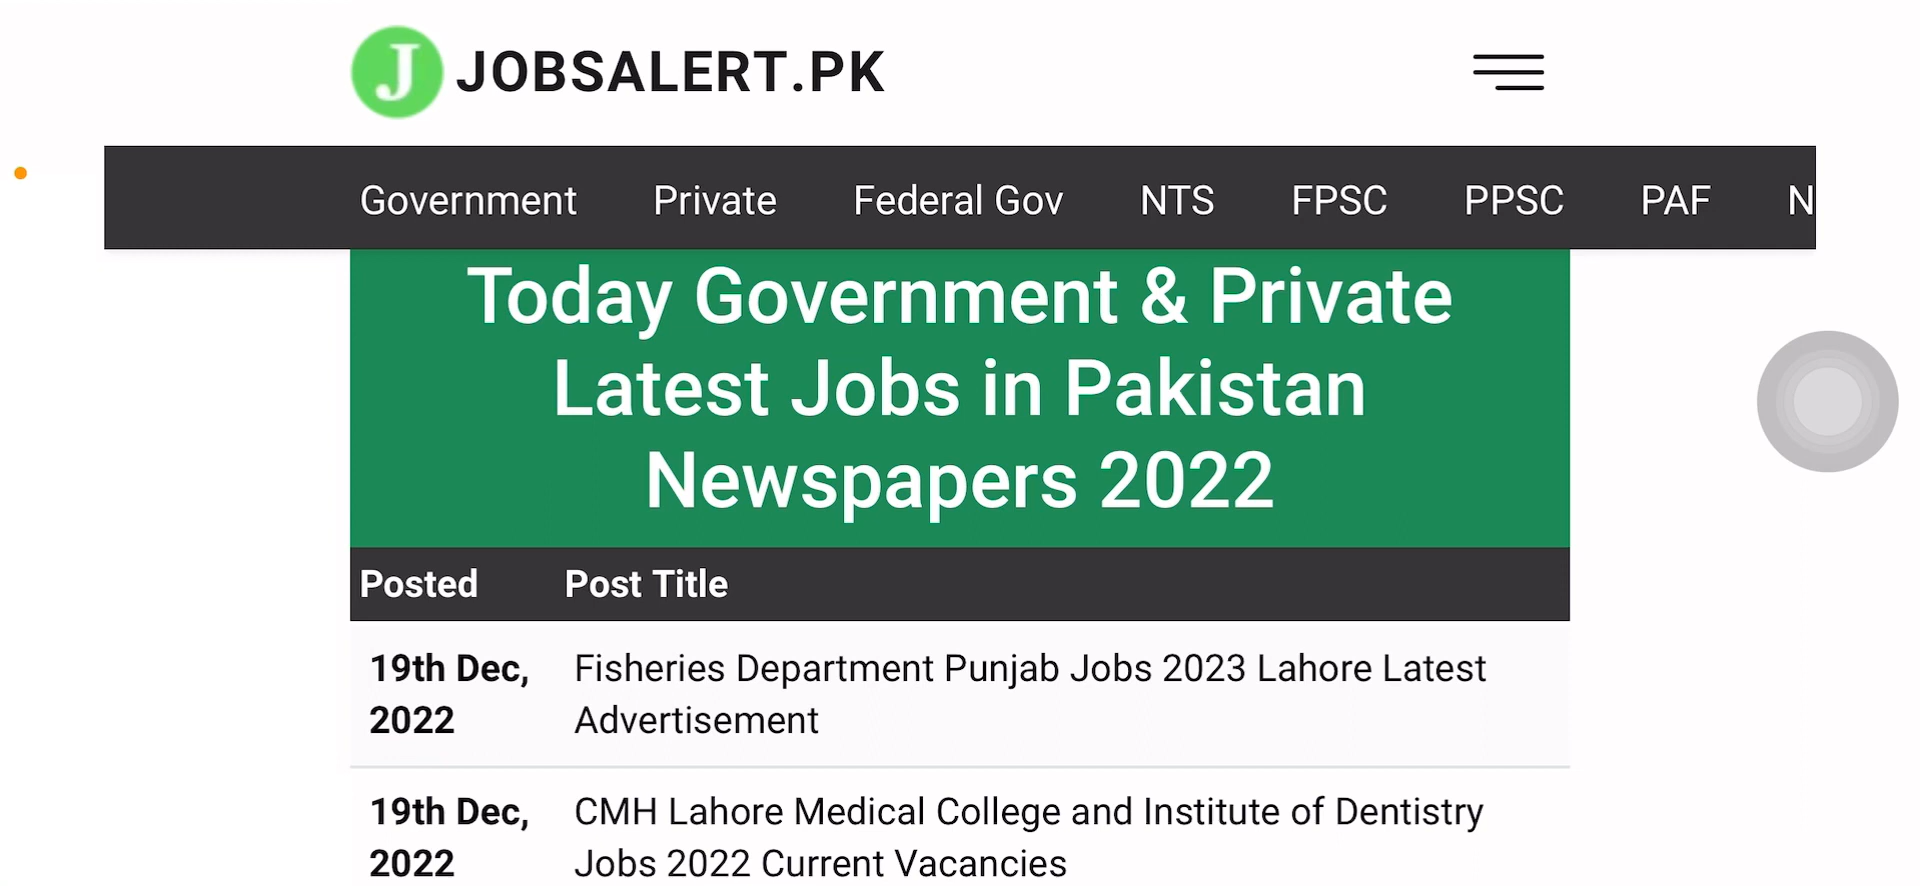 J JOBSALERT.PK
Government Private Federal Gov NTS FPSC PPSC PAF N
Today Government & Private
Latest Jobs in Pakistan
Newspapers 2022
Posted Post Title
19th Dec, Fisheries Department Punjab Jobs 2023 Lahore Latest
2022 Advertisement
19th Dec, CMH Lahore Medical College and Institute of Dentistry
2022 Jobs 2022 Current Vacancies